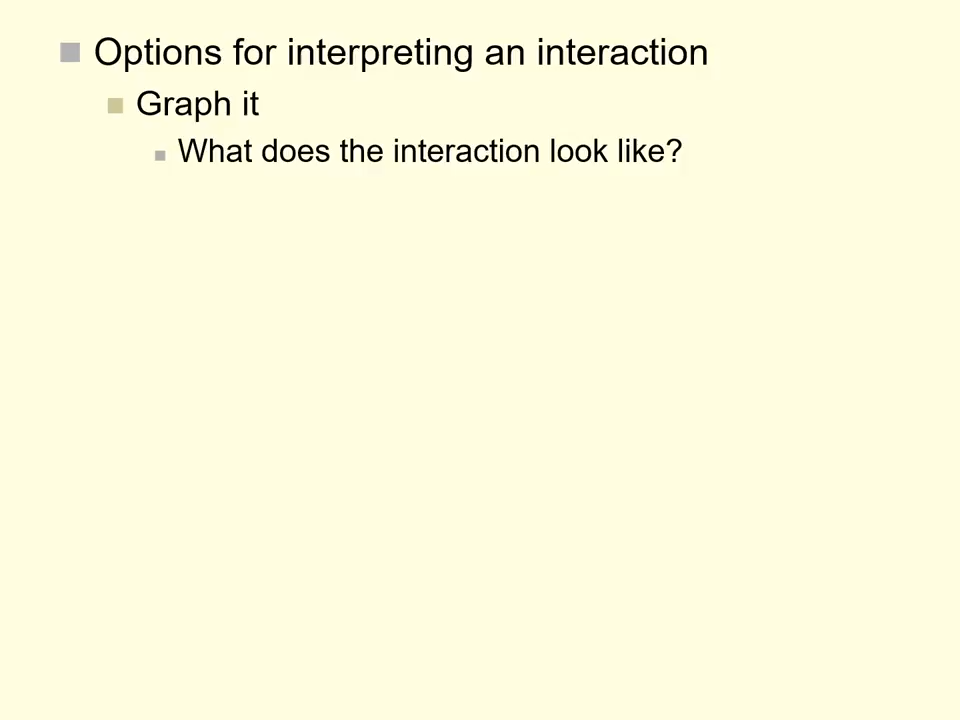 Options for interpreting an interaction
Graph it
What does the interaction look like?